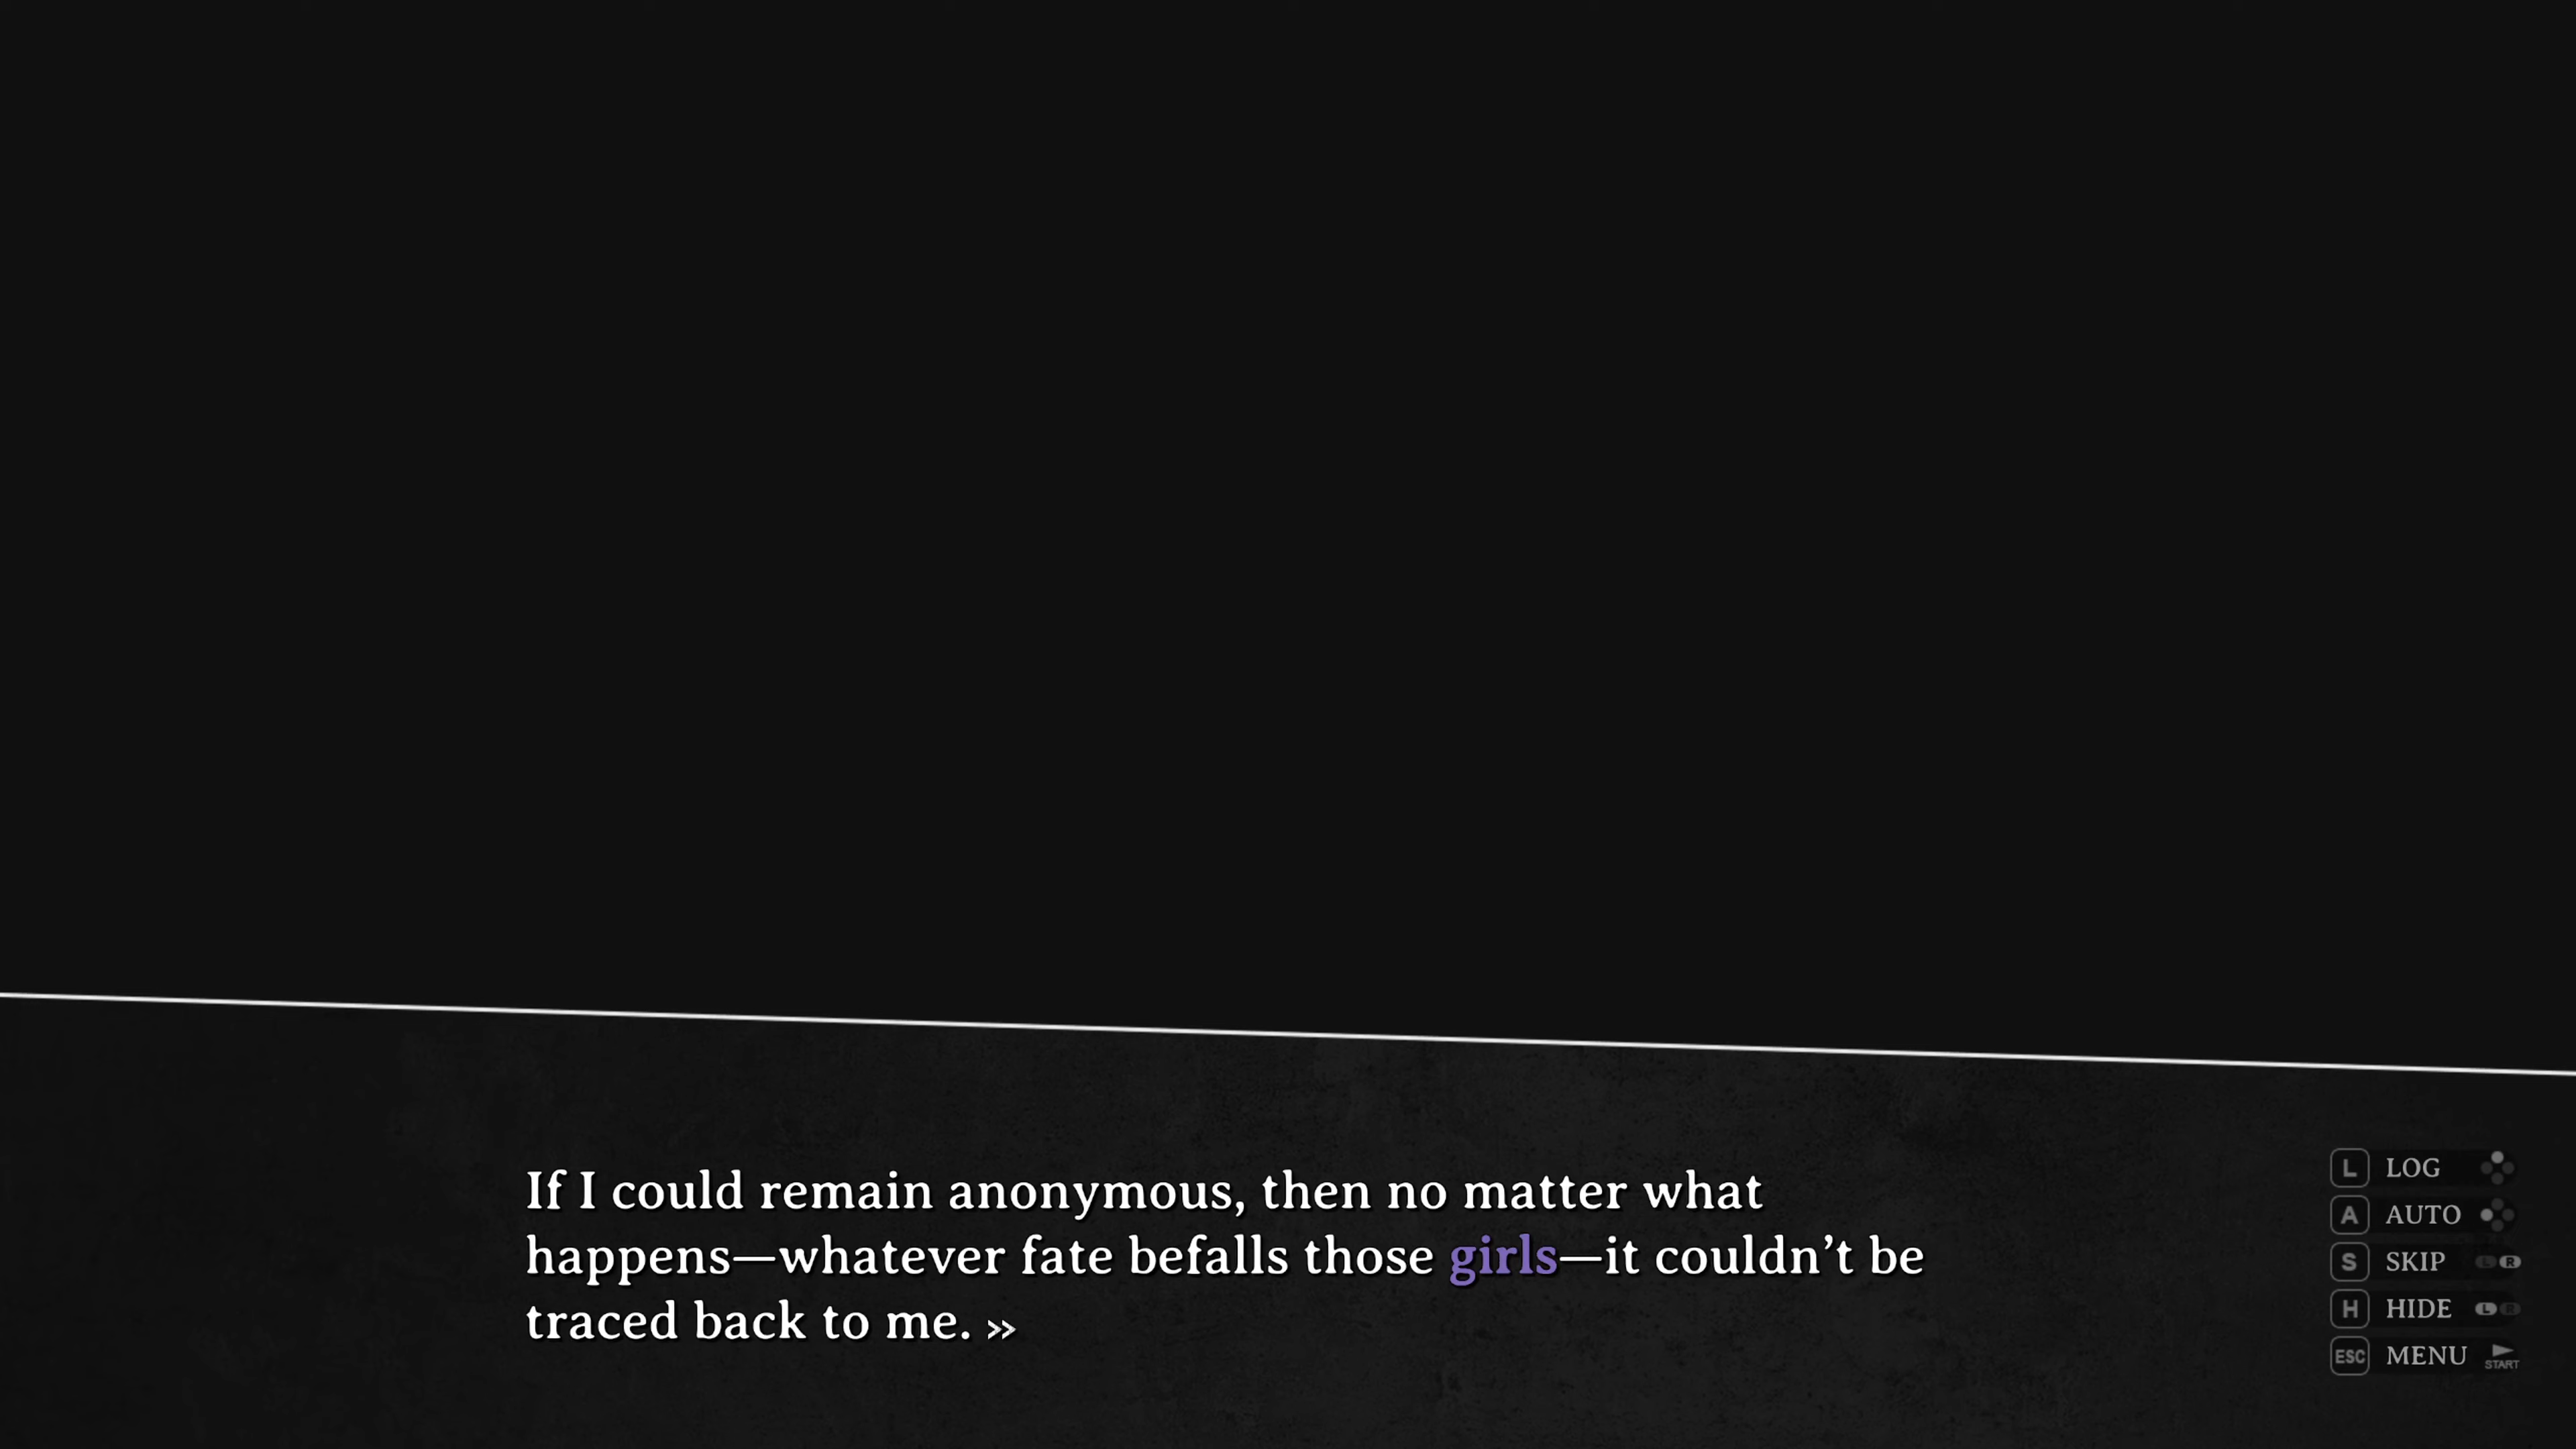 If I could remain anonymous, then no matter what
happens—whatever fate befalls those girls—it couldn’t be
traced back to me. »
L LOG
A AUTO
S SKIP L R
H HIDE L R
ESC MENU START